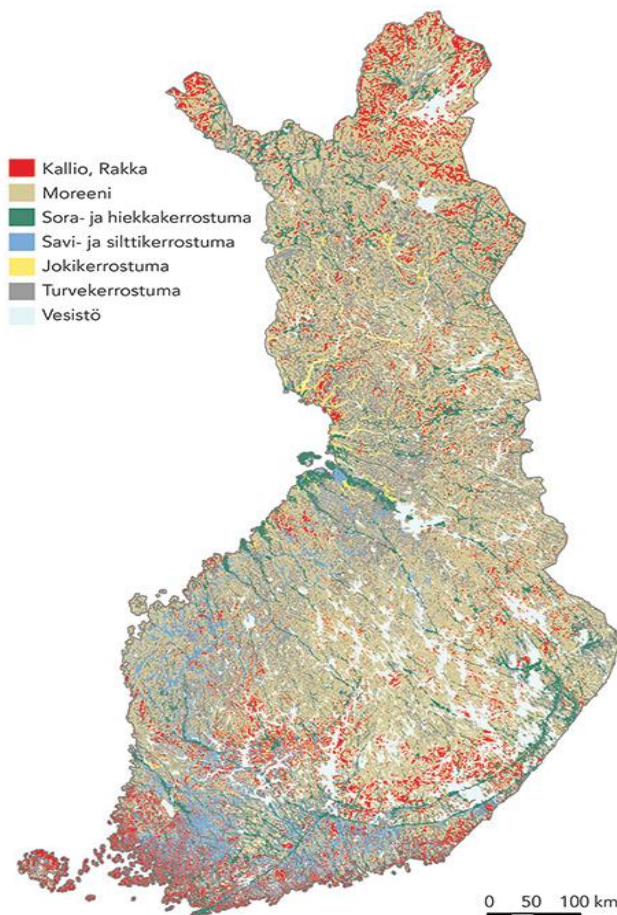 Kallio, Rakka
Moreeni
Sora- ja hiekkakerrostuma
Savi- ja silttikerrostuma
Jokikerrostuma
Turvekerrostuma
Vesistö
0 50 100 km